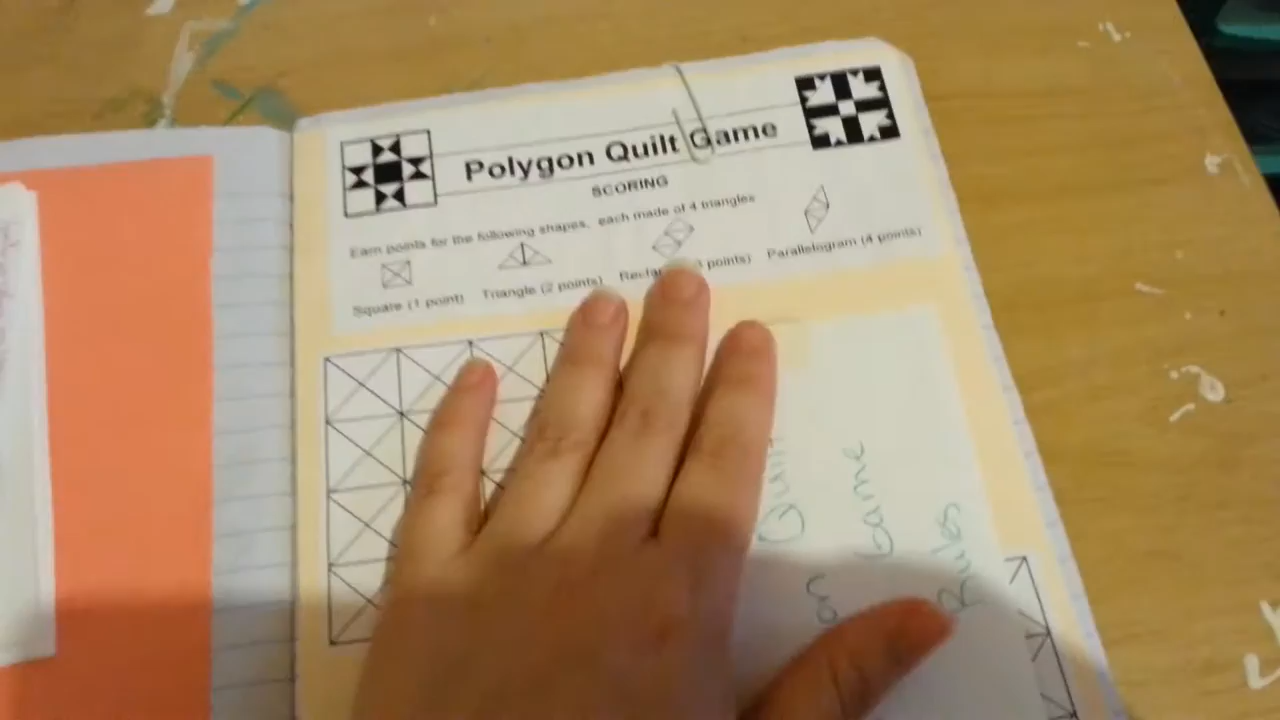 Polygon Quilt Game
SCORING
Earn points for the following shapes, each made of 4 triangles
Square (1 point) Triangle (2 points) points) Parallelogram (4 points)
Game
Rules